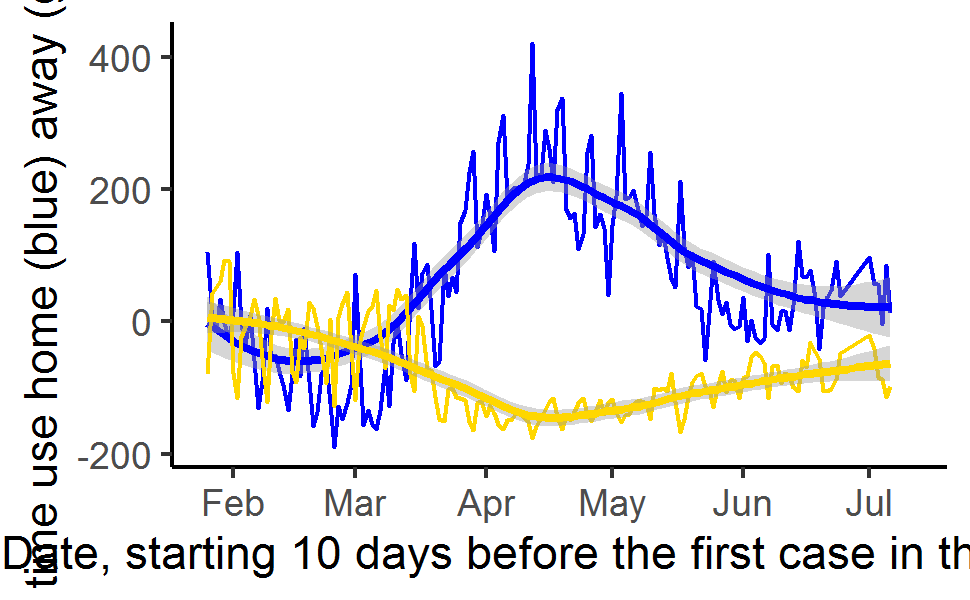 time use home (blue) away (
400
200
0
-200
Feb Mar Apr May Jun Jul
Date, starting 10 days before the first case in th